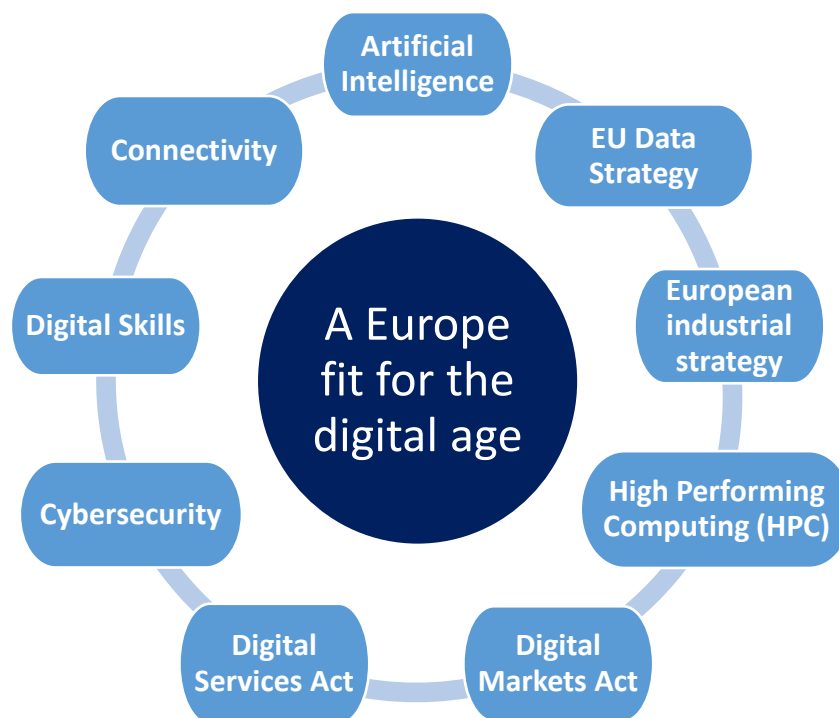 Artificial
Intelligence
EU Data
Strategy
European
industrial
strategy
High Performing
Computing (HPC)
Digital
Markets Act
Digital
Services Act
Cybersecurity
Digital Skills
Connectivity
A Europe
fit for the
digital age